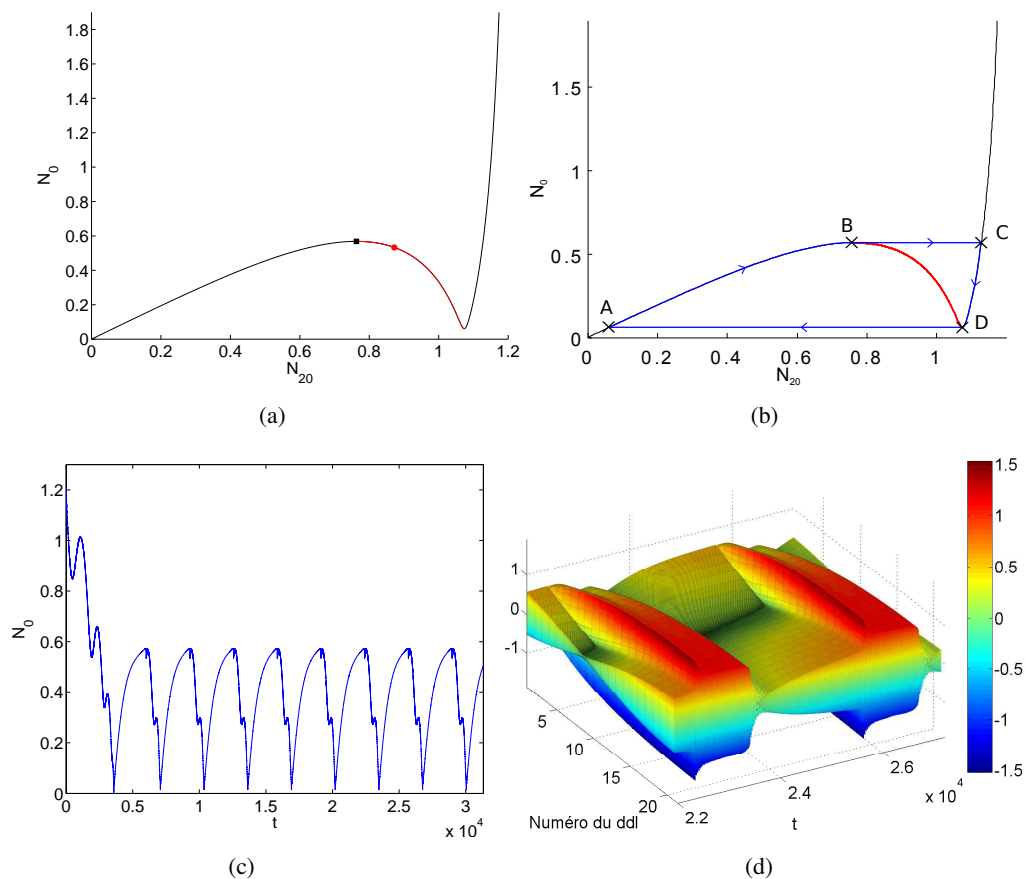 1.8
1.6
1.4
1.2
1
0.8
0.6
0.4
0.2
0
N0
0 0.2 0.4 0.6 0.8 1 1.2
N20
(a)
1.5
1
0.5
0
N0
A
B
C
D
0 0.2 0.4 0.6 0.8 1
N20
(b)
1.2
1
0.8
0.6
0.4
0.2
0
N0
0 0.5 1 1.5 2 2.5 3
t
x 10^4
(c)
1
0
-1
5
10
15
20
Numéro du ddl
2.2
2.4
2.6
t
x 10^4
1.5
1
0.5
0
-0.5
-1
-1.5
(d)